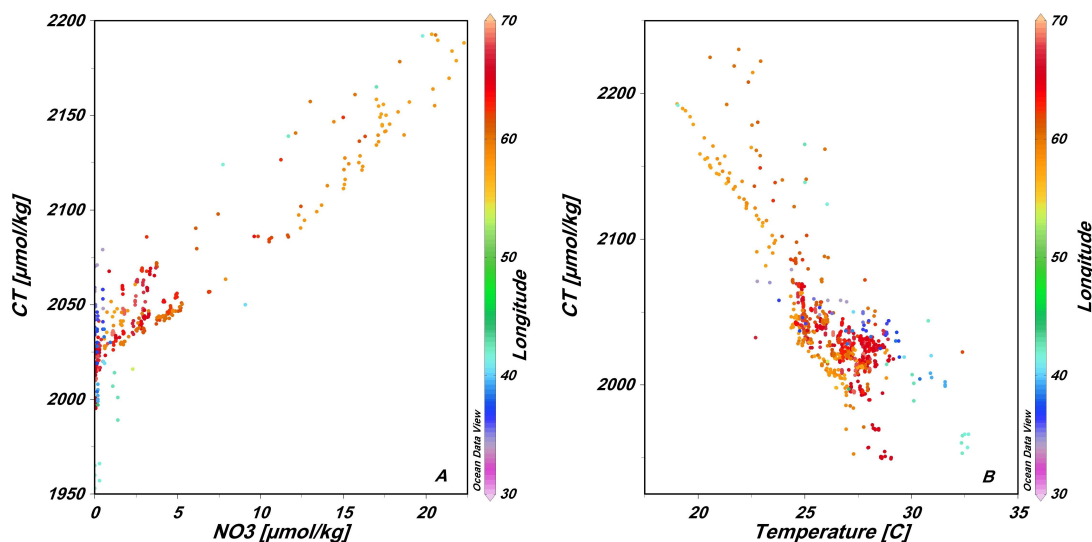 2200
2150
2100
2050
2000
1950
CT [µmol/kg]
0
5
10
15
20
NO3 [µmol/kg]
A
Ocean Data View
70
60
50
40
30
Longitude
2200
2100
2000
CT [µmol/kg]
20
25
30
35
Temperature [C]
B
Ocean Data View
70
60
50
40
30
Longitude